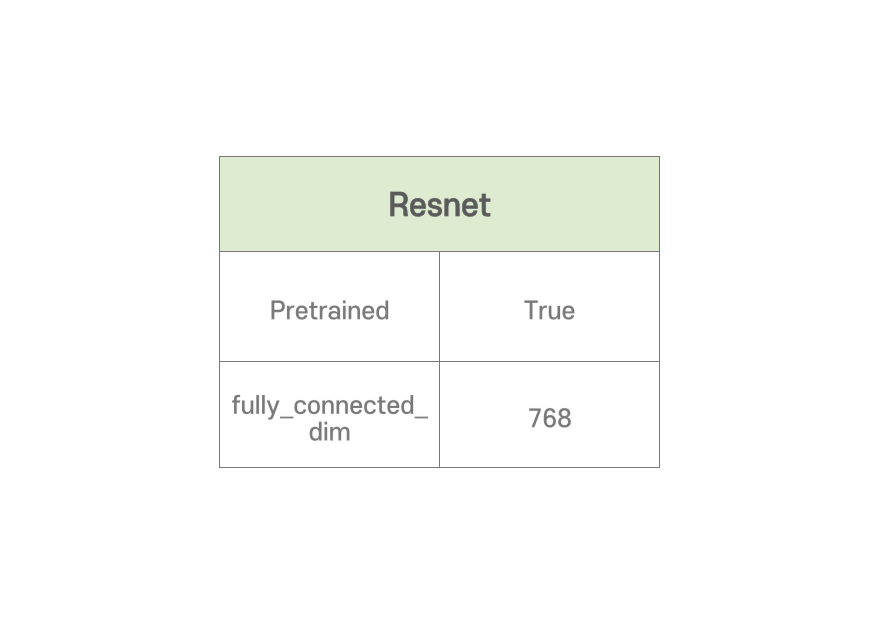 Resnet
Pretrained
True
fully_connected_
dim
768